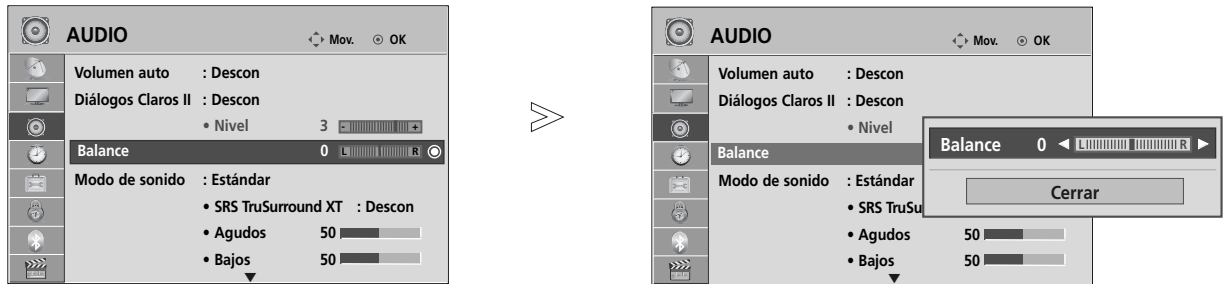 AUDIO Mov. OK
Volumen auto : Descon
Diálogos Claros II : Descon
• Nivel 3 - +
Balance 0 L R
Modo de sonido : Estándar
• SRS TruSurround XT : Descon
• Agudos 50
• Bajos 50
AUDIO Mov. OK
Volumen auto : Descon
Diálogos Claros II : Descon
• Nivel
Balance
Modo de sonido : Estándar
• SRS TruSu
• Agudos 50
• Bajos 50
Balance 0 L R
Cerrar